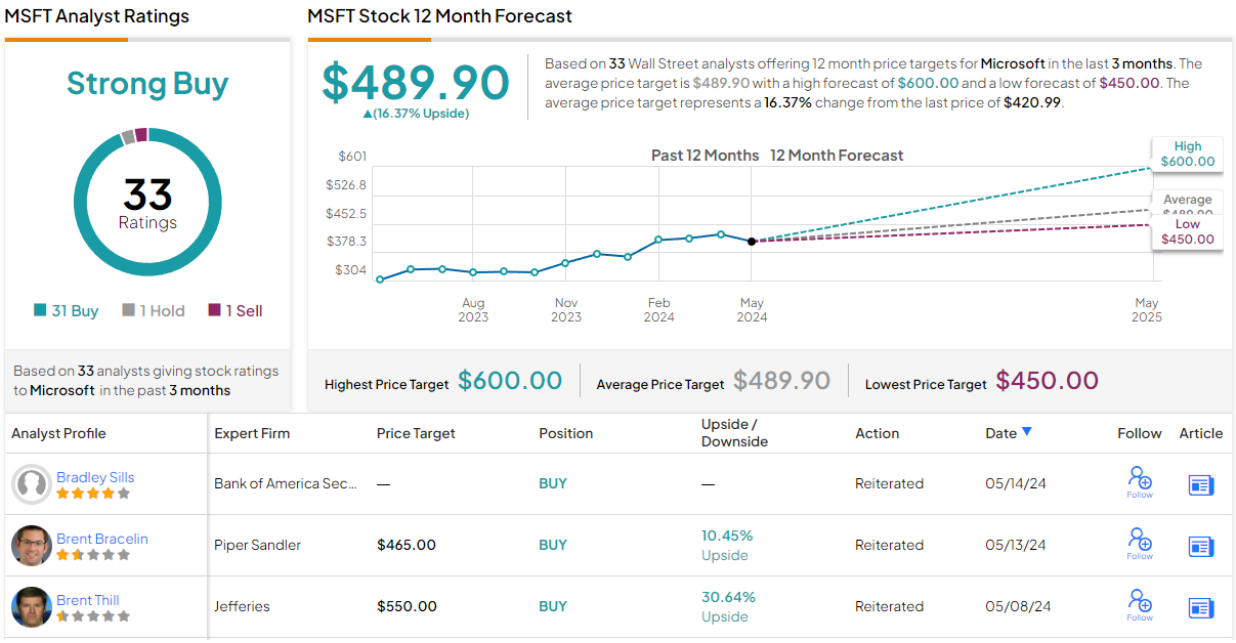 MSFT Analyst Ratings
Strong Buy
33
Ratings
31 Buy 1 Hold 1 Sell
Based on 33 analysts giving stock ratings
to Microsoft in the past 3 months
MSFT Stock 12 Month Forecast
$489.90
▲(16.37% Upside)
Based on 33 Wall Street analysts offering 12 month price targets for Microsoft in the last 3 months. The
average price target is $489.90 with a high forecast of $600.00 and a low forecast of $450.00. The
average price target represents a 16.37% change from the last price of $420.99.
Past 12 Months 12 Month Forecast
$601
$526.8
$452.5
$378.3
$304
High
$600.00
Average
$489.90
Low
$450.00
Aug Nov Feb May May
2023 2023 2024 2024 2025
Highest Price Target $600.00 Average Price Target $489.90 Lowest Price Target $450.00
Analyst Profile Expert Firm Price Target Position Upside / Downside Action Date ▼ Follow Article
Bradley Sills Bank of America Sec... — BUY — Reiterated 05/14/24 Follow
Brent Bracelin Piper Sandler $465.00 BUY 10.45% Upside Reiterated 05/13/24 Follow
Brent Thill Jefferies $550.00 BUY 30.64% Upside Reiterated 05/08/24 Follow